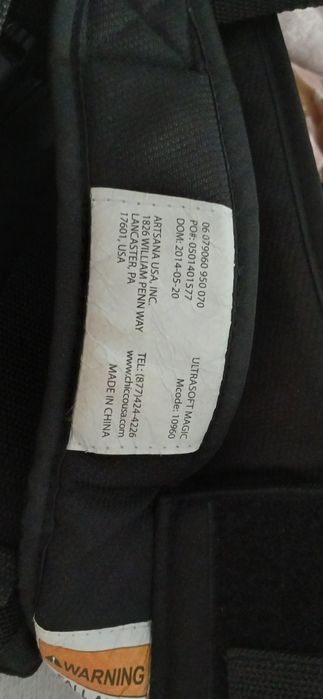 06 079060 950 070
PO#: 0501401577
DOM: 2014-05-20
ULTRASOFT MAGIC
Mcode: 10960
ARTSANA USA, INC.
1826 WILLIAM PENN WAY
LANCASTER, PA
17601, USA
TEL: (877)424-4226
www.chiccousa.com
MADE IN CHINA
WARNING